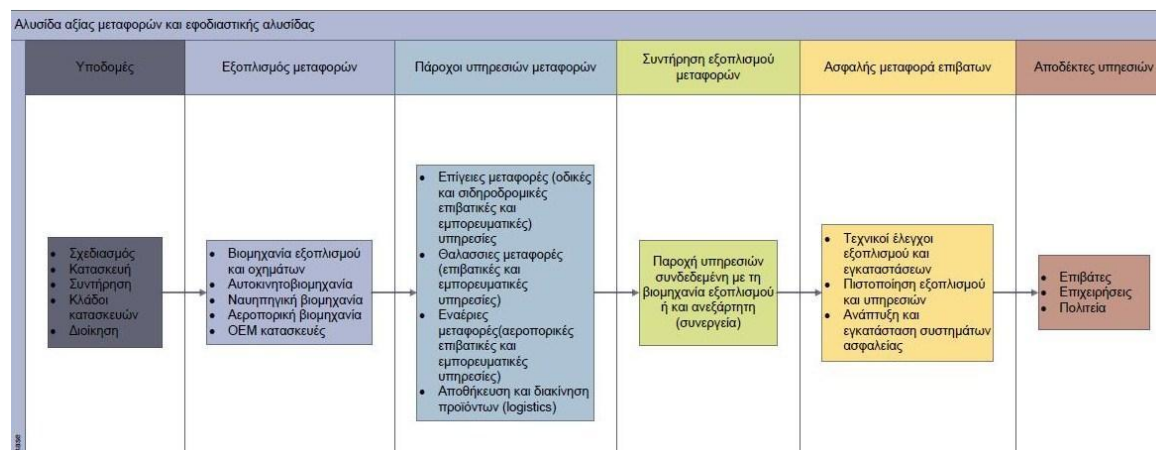 Αλυσίδα αξίας μεταφορών και εφοδιαστικής αλυσίδας
Υποδομές
Εξοπλισμός μεταφορών
Πάροχοι υπηρεσιών μεταφορών
Συντήρηση εξοπλισμού
μεταφορών
Ασφαλής μεταφορά επιβατων
Αποδέκτες υπηεσιών
• Σχεδιασμός
• Κατασκευή
• Συντήρηση
• Κλάδοι
κατασκευών
• Διοίκηση
• Βιομηχανία εξοπλισμού
και οχημάτων
• Αυτοκινητοβιομηχανία
• Ναυπηγική βιομηχανία
• Αεροπορική βιομηχανία
• OEM κατασκευές
• Επίγειες μεταφορές (οδικές
και σιδηροδρομικές
επιβατικές και
εμπορευματικές)
υπηρεσίες
• Θαλασσιες μεταφορές
(επιβατικές και
εμπορευματικές
υπηρεσίες)
• Εναέριες
μεταφορές(αεροπορικές
επιβατικές και
εμπορευματικές
υπηρεσίες)
• Αποθήκευση και διακίνηση
προϊόντων (logistics)
Παροχή υπηρεσιών
συνδεδεμένη με τη
βιομηχανία εξοπλισμού
ή και ανεξάρτητη
(συνεργεία)
• Τεχνικοί έλεγχοι
εξοπλισμού και
εγκαταστάσεων
• Πιστοποίηση εξοπλισμού
και υπηρεσιών
• Ανάπτυξη και
εγκατάσταση συστημάτων
ασφαλείας
• Επιβάτες
• Επιχειρήσεις
• Πολιτεία